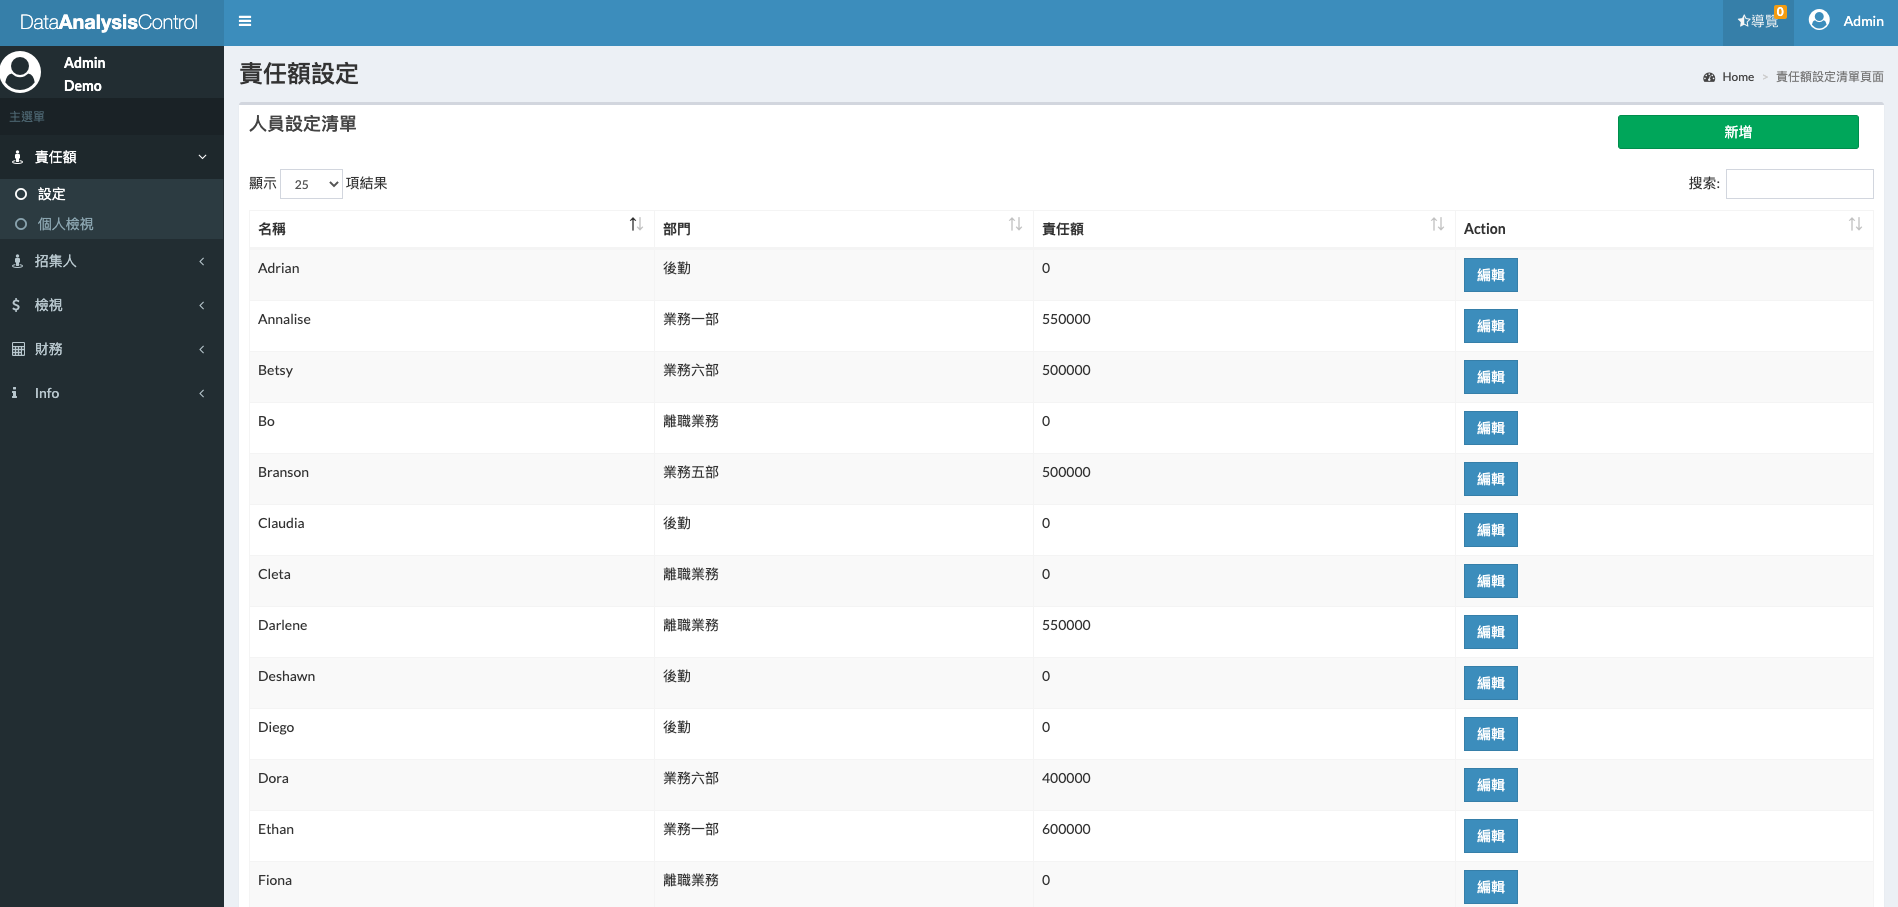 DataAnalysisControl
導覽 0
Admin
Admin
Demo
主選單
責任額
設定
個人檢視
招集人
檢視
財務
Info
責任額設定
Home > 責任額設定清單頁面
人員設定清單
新增
顯示 25 項結果
搜索:
名稱 部門 責任額 Action
Adrian 後勤 0 編輯
Annalise 業務一部 550000 編輯
Betsy 業務六部 500000 編輯
Bo 離職業務 0 編輯
Branson 業務五部 500000 編輯
Claudia 後勤 0 編輯
Cleta 離職業務 0 編輯
Darlene 離職業務 550000 編輯
Deshawn 後勤 0 編輯
Diego 後勤 0 編輯
Dora 業務六部 400000 編輯
Ethan 業務一部 600000 編輯
Fiona 離職業務 0 編輯